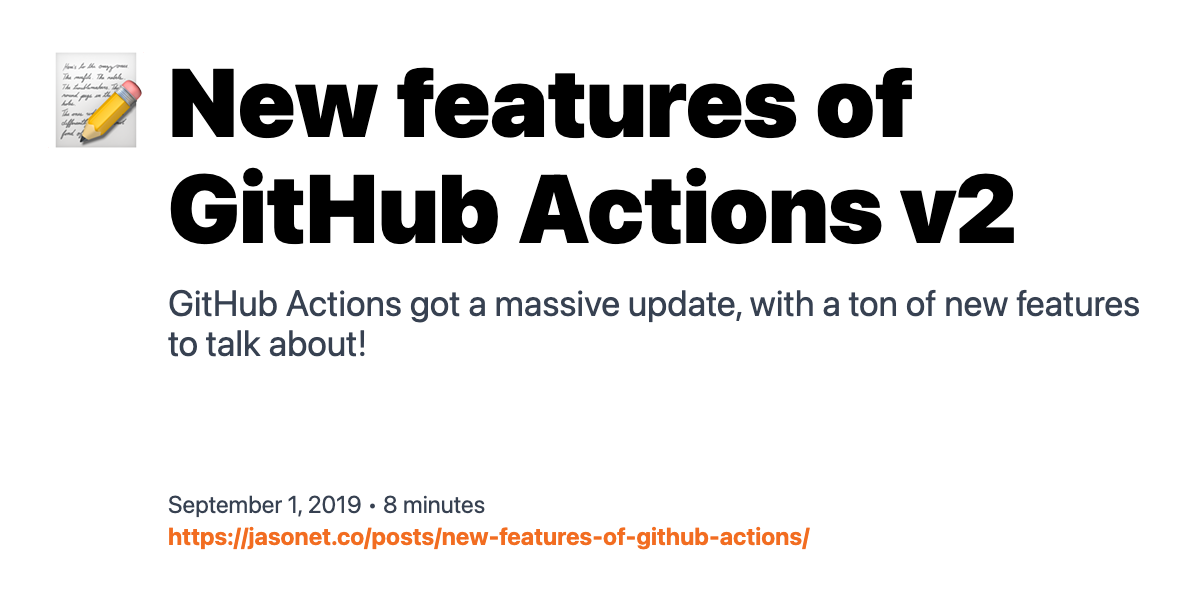 New features of
GitHub Actions v2
GitHub Actions got a massive update, with a ton of new features
to talk about!
September 1, 2019 • 8 minutes
https://jasonet.co/posts/new-features-of-github-actions/